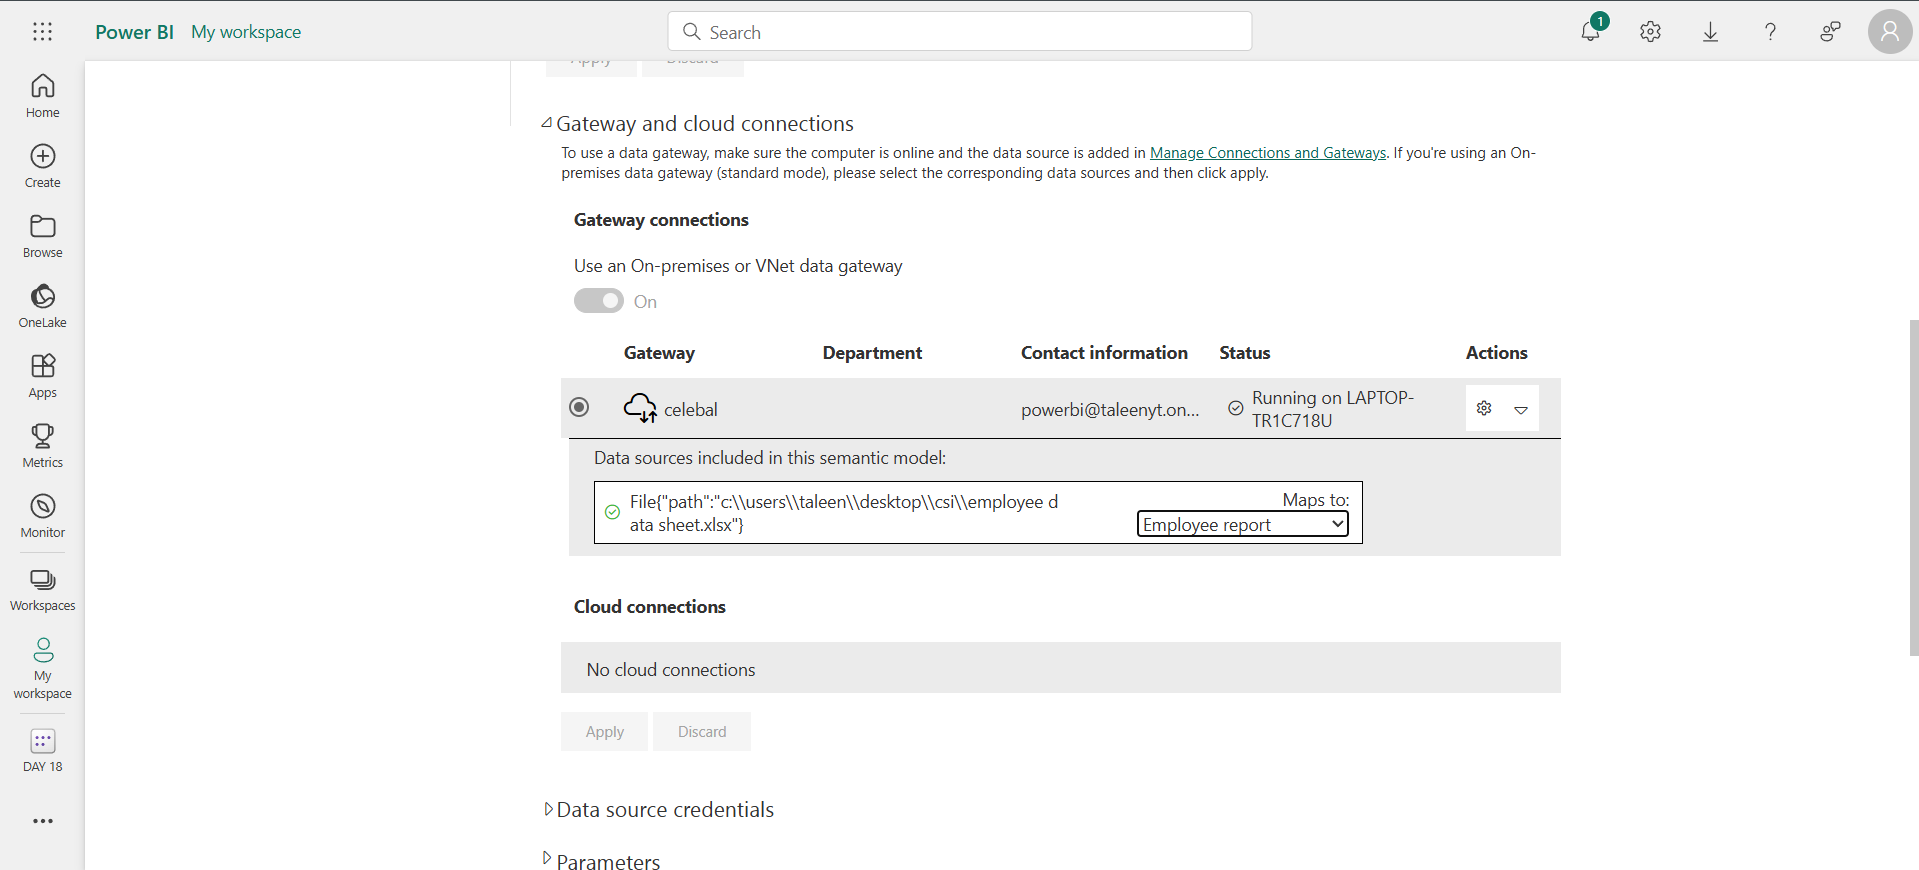 Power BI My workspace
Search
1
Home
Create
Browse
OneLake
Apps
Metrics
Monitor
Workspaces
My
workspace
DAY 18
Apply Discard
Gateway and cloud connections
To use a data gateway, make sure the computer is online and the data source is added in Manage Connections and Gateways. If you're using an On-
premises data gateway (standard mode), please select the corresponding data sources and then click apply.
Gateway connections
Use an On-premises or VNet data gateway
On
Gateway Department Contact information Status Actions
celebal powerbi@taleenyt.on... Running on LAPTOP-
TR1C718U
Data sources included in this semantic model:
File{"path":"c:\\users\\taleen\\desktop\\csi\\employee d
ata sheet.xlsx"}
Maps to:
Employee report
Cloud connections
No cloud connections
Apply Discard
Data source credentials
Parameters